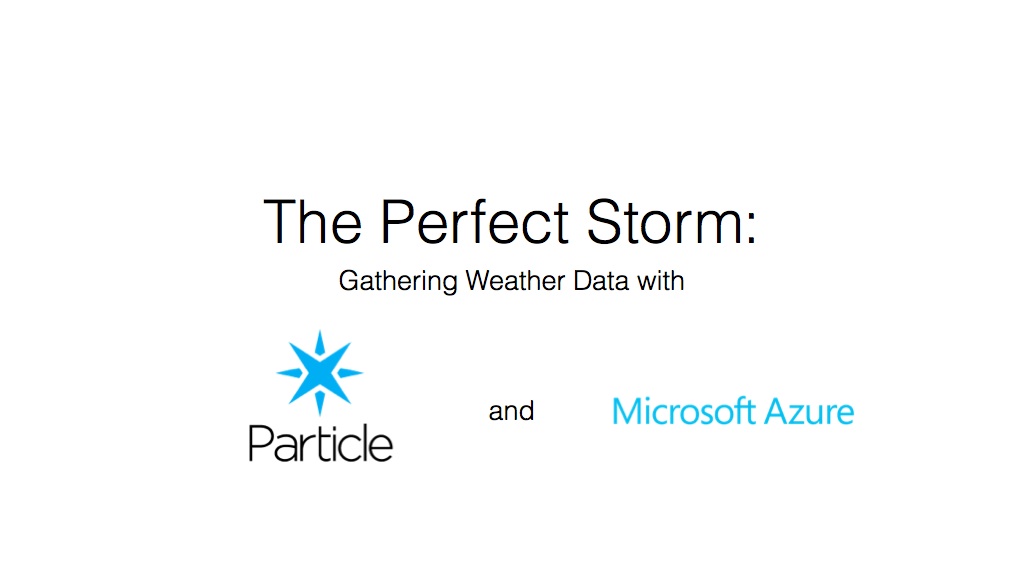 The Perfect Storm:
Gathering Weather Data with
Particle
and
Microsoft Azure